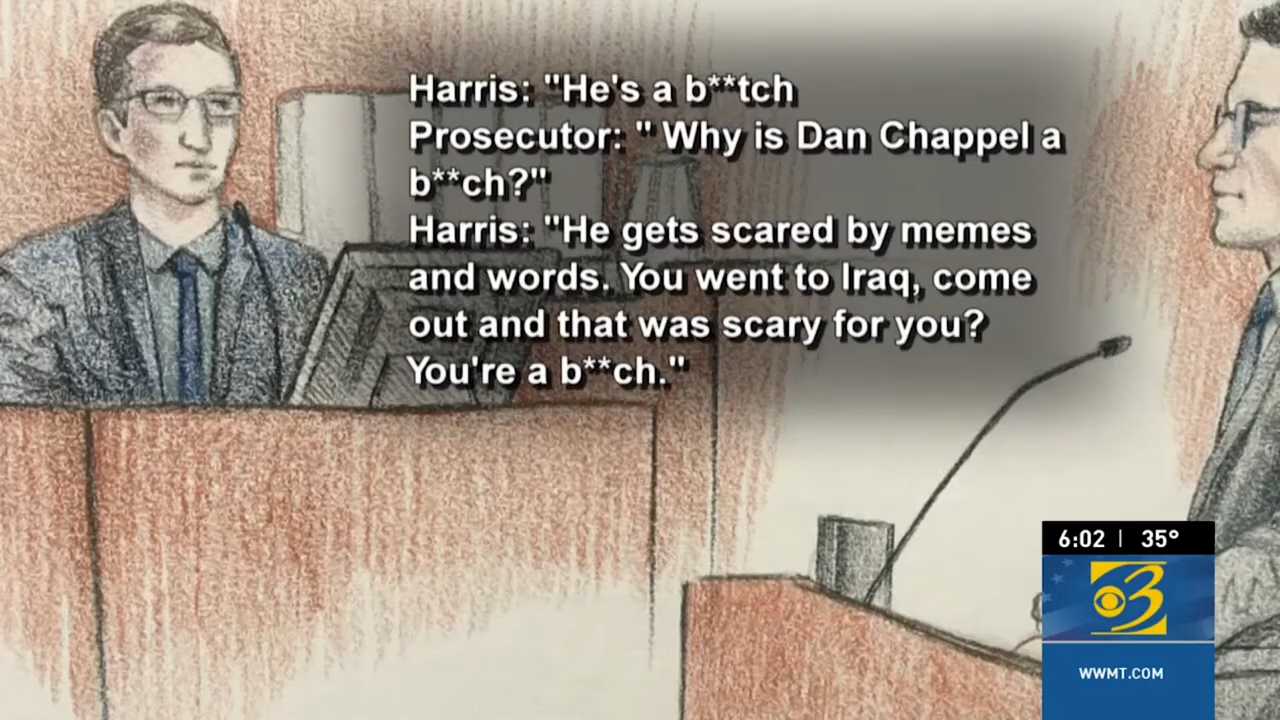 Harris: "He's a b**tch
Prosecutor: " Why is Dan Chappel a
b**ch?"
Harris: "He gets scared by memes
and words. You went to Iraq, come
out and that was scary for you?
You're a b**ch."
6:02 | 35°
3
WWMT.COM